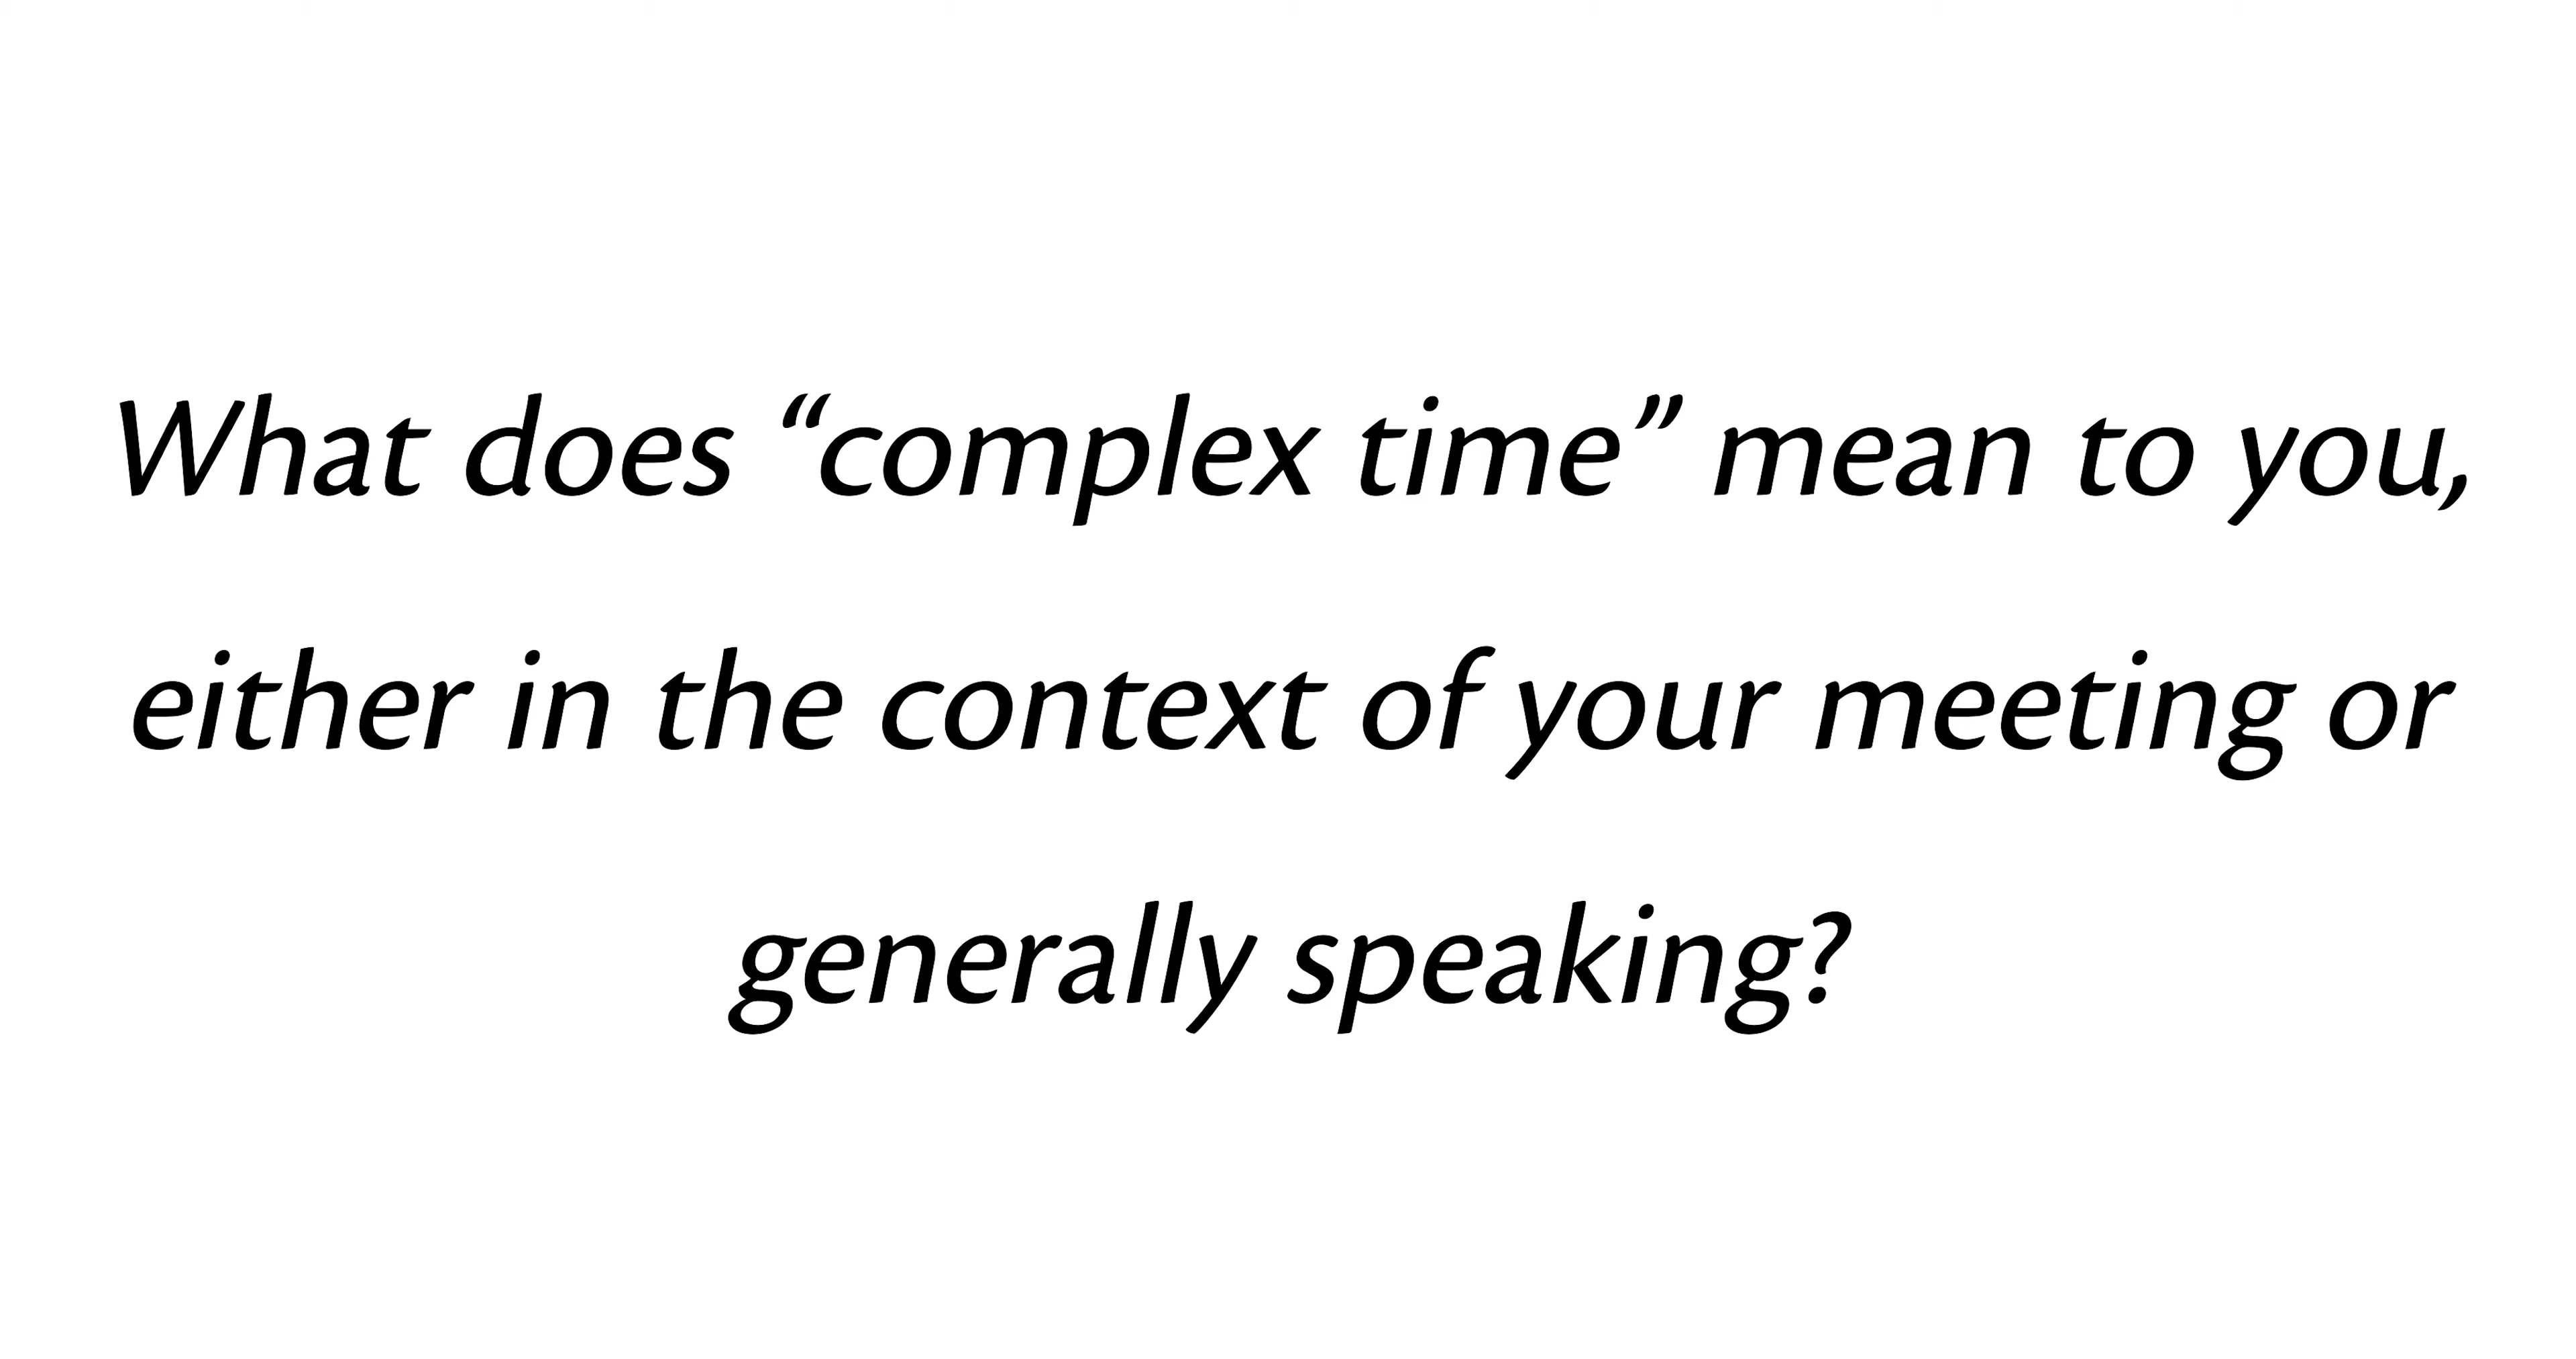 What does “complex time” mean to you,
either in the context of your meeting or
generally speaking?